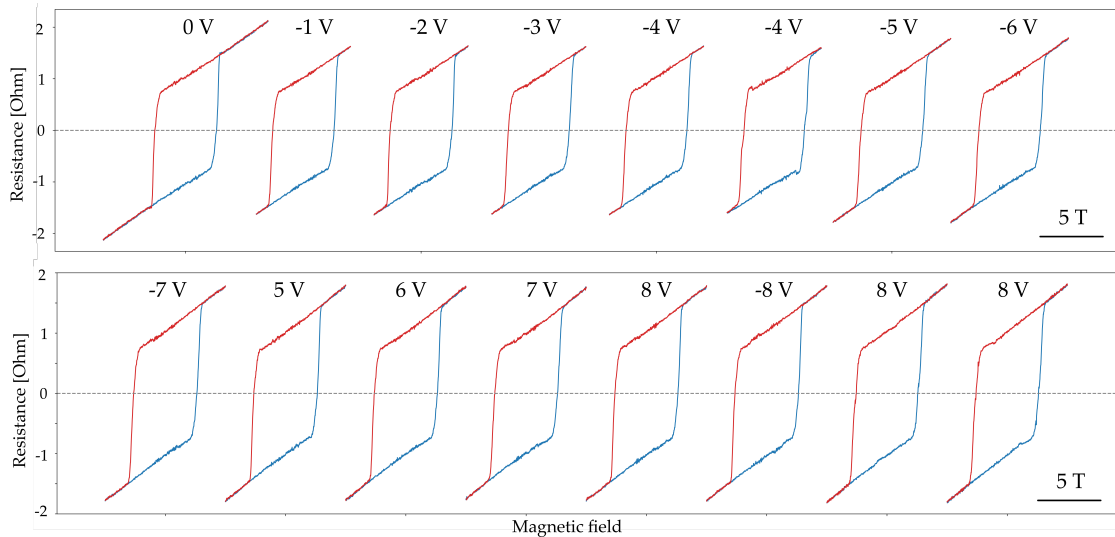 0 V -1 V -2 V -3 V -4 V -4 V -5 V -6 V
2
1
0
-1
-2
Resistance [Ohm]
5 T
-7 V 5 V 6 V 7 V 8 V -8 V 8 V 8 V
2
1
0
-1
-2
Resistance [Ohm]
5 T
Magnetic field